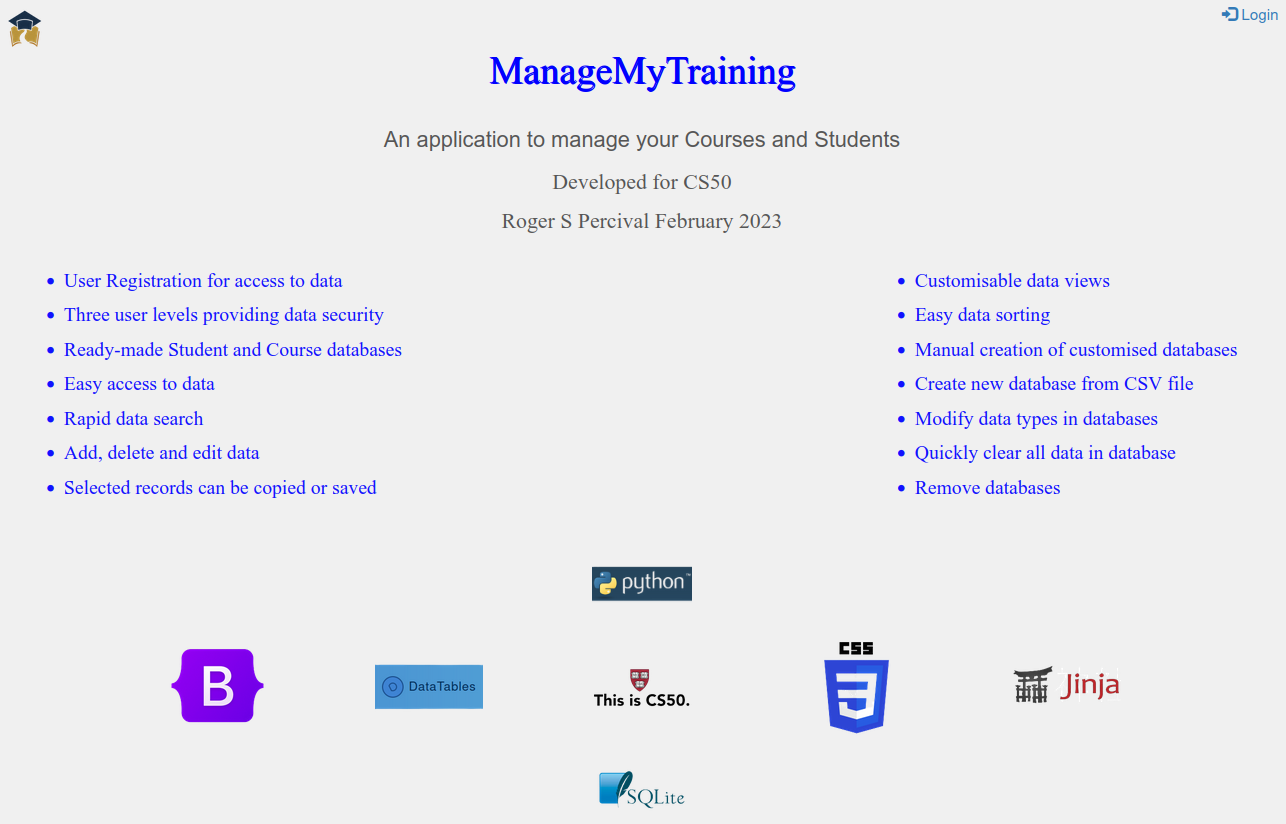 Login
ManageMyTraining
An application to manage your Courses and Students
Developed for CS50
Roger S Percival February 2023
User Registration for access to data
Three user levels providing data security
Ready-made Student and Course databases
Easy access to data
Rapid data search
Add, delete and edit data
Selected records can be copied or saved
Customisable data views
Easy data sorting
Manual creation of customised databases
Create new database from CSV file
Modify data types in databases
Quickly clear all data in database
Remove databases
python™
B
DataTables
This is CS50.
CSS
3
Jinja
SQLite